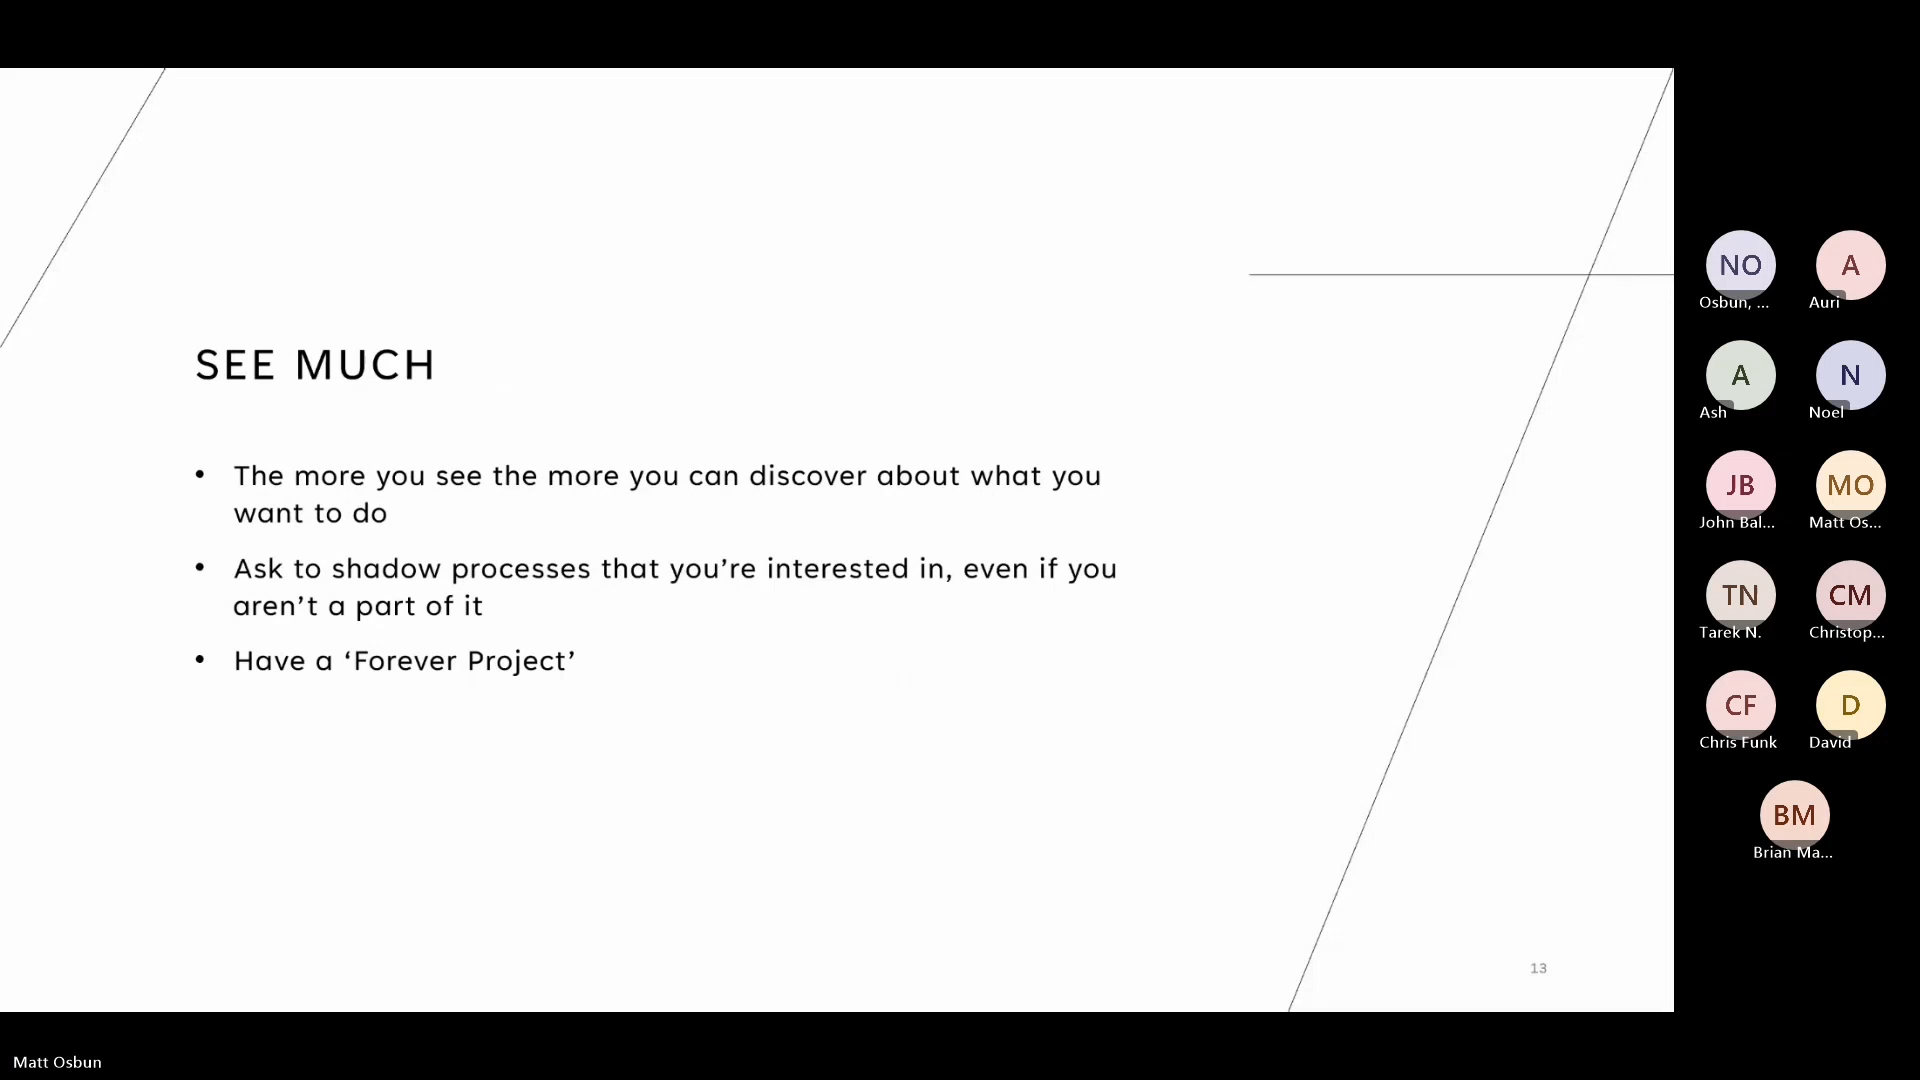 SEE MUCH
• The more you see the more you can discover about what you
want to do
• Ask to shadow processes that you’re interested in, even if you
aren’t a part of it
• Have a ‘Forever Project’
13
NO
Osbun, ...
A
Auri
A
Ash
N
Noel
JB
John Bal...
MO
Matt Os...
TN
Tarek N.
CM
Christop...
CF
Chris Funk
D
David
BM
Brian Ma...
Matt Osbun